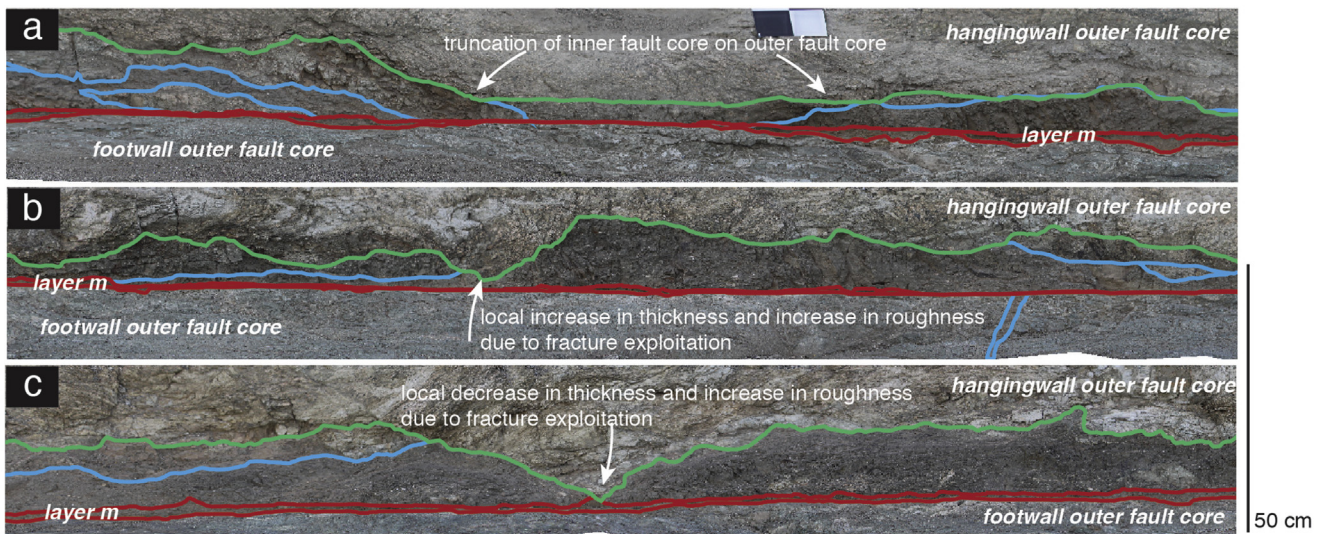 a
hangingwall outer fault core
truncation of inner fault core on outer fault core
footwall outer fault core
layer m
b
hangingwall outer fault core
layer m
footwall outer fault core
local increase in thickness and increase in roughness
due to fracture exploitation
c
hangingwall outer fault core
local decrease in thickness and increase in roughness
due to fracture exploitation
layer m
footwall outer fault core
50 cm